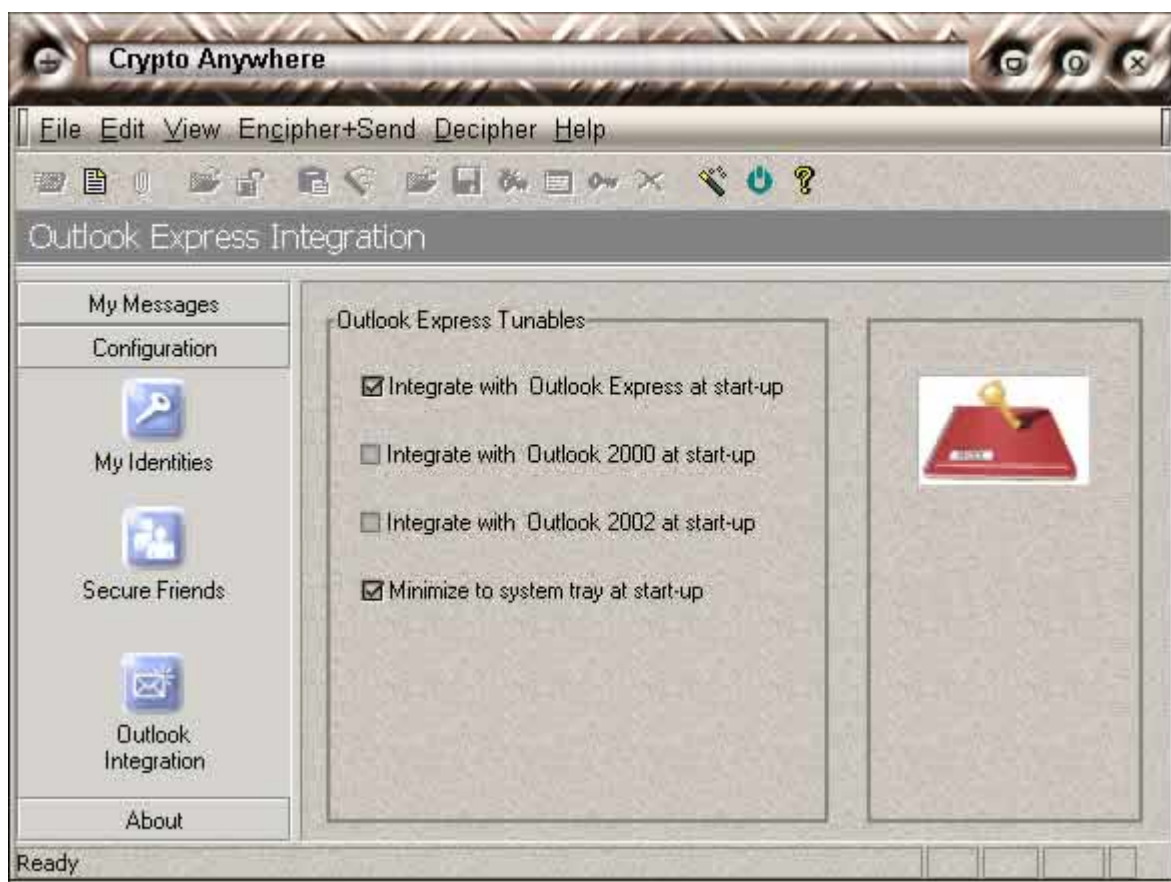 Crypto Anywhere
File Edit View Encipher+Send Decipher Help
Outlook Express Integration
My Messages
Configuration
My Identities
Secure Friends
Outlook
Integration
About
Outlook Express Tunables
Integrate with Outlook Express at start-up
Integrate with Outlook 2000 at start-up
Integrate with Outlook 2002 at start-up
Minimize to system tray at start-up
Ready